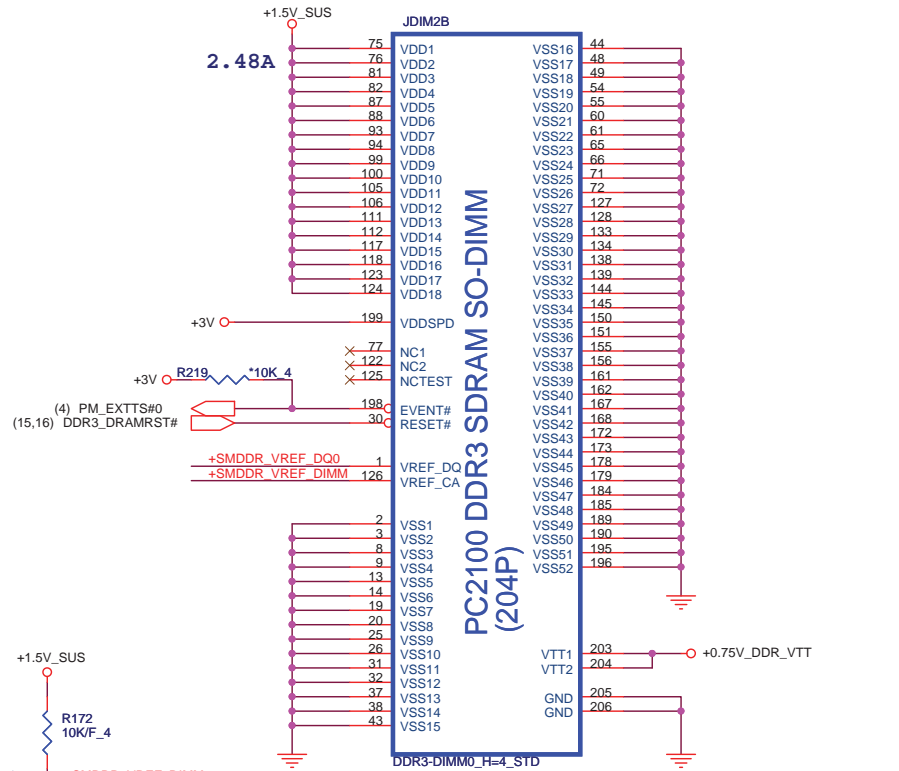 +1.5V_SUS
JDIM2B
2.48A
75 VDD1 VSS16 44
76 VDD2 VSS17 48
81 VDD3 VSS18 49
82 VDD4 VSS19 54
87 VDD5 VSS20 55
88 VDD6 VSS21 60
93 VDD7 VSS22 61
94 VDD8 VSS23 65
99 VDD9 VSS24 66
100 VDD10 VSS25 71
105 VDD11 VSS26 72
106 VDD12 VSS27 127
111 VDD13 VSS28 128
112 VDD14 VSS29 133
117 VDD15 VSS30 134
118 VDD16 VSS31 138
123 VDD17 VSS32 139
124 VDD18 VSS33 144
VSS34 145
+3V 199 VDDSPD VSS35 150
VSS36 151
77 NC1 VSS37 155
122 NC2 VSS38 156
125 NCTEST VSS39 161
+3V R219 *10K_4
VSS40 162
(4) PM_EXTTS#0 198 EVENT# VSS41 167
(15,16) DDR3_DRAMRST# 30 RESET# VSS42 168
VSS43 172
VSS44 173
+SMDDR_VREF_DQ0 1 VREF_DQ VSS45 178
+SMDDR_VREF_DIMM 126 VREF_CA VSS46 179
VSS47 184
VSS48 185
2 VSS1 VSS49 189
3 VSS2 VSS50 190
8 VSS3 VSS51 195
9 VSS4 VSS52 196
13 VSS5
14 VSS6
19 VSS7
20 VSS8
25 VSS9
26 VSS10 VTT1 203 +0.75V_DDR_VTT
31 VSS11 VTT2 204
32 VSS12
37 VSS13 GND 205
38 VSS14 GND 206
43 VSS15
PC2100 DDR3 SDRAM SO-DIMM
(204P)
DDR3-DIMM0_H=4_STD
+1.5V_SUS
R172
10K/F_4